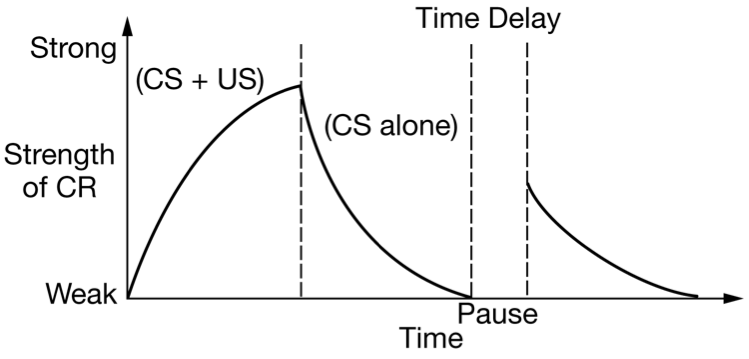 Time Delay
Strong
(CS + US)
(CS alone)
Strength
of CR
Weak
Pause
Time